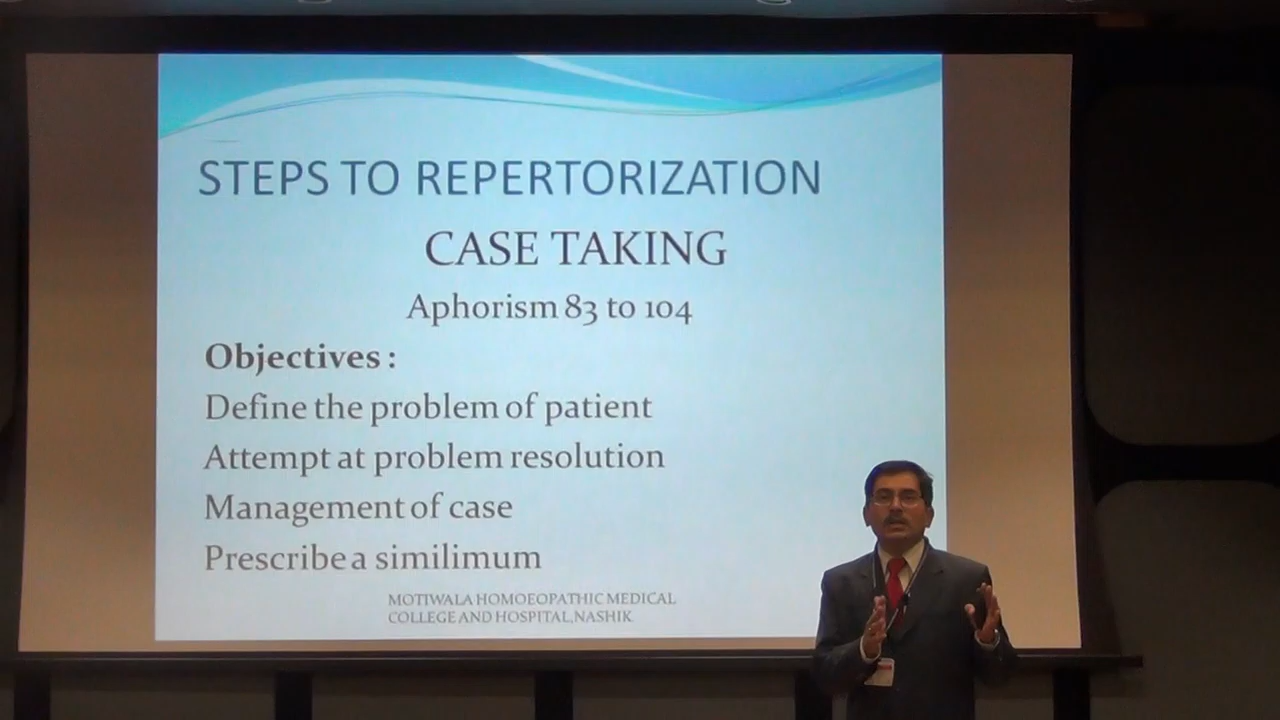 STEPS TO REPERTORIZATION
CASE TAKING
Aphorism 83 to 104
Objectives :
Define the problem of patient
Attempt at problem resolution
Management of case
Prescribe a similimum
MOTIWALA HOMOEOPATHIC MEDICAL
COLLEGE AND HOSPITAL,NASHIK